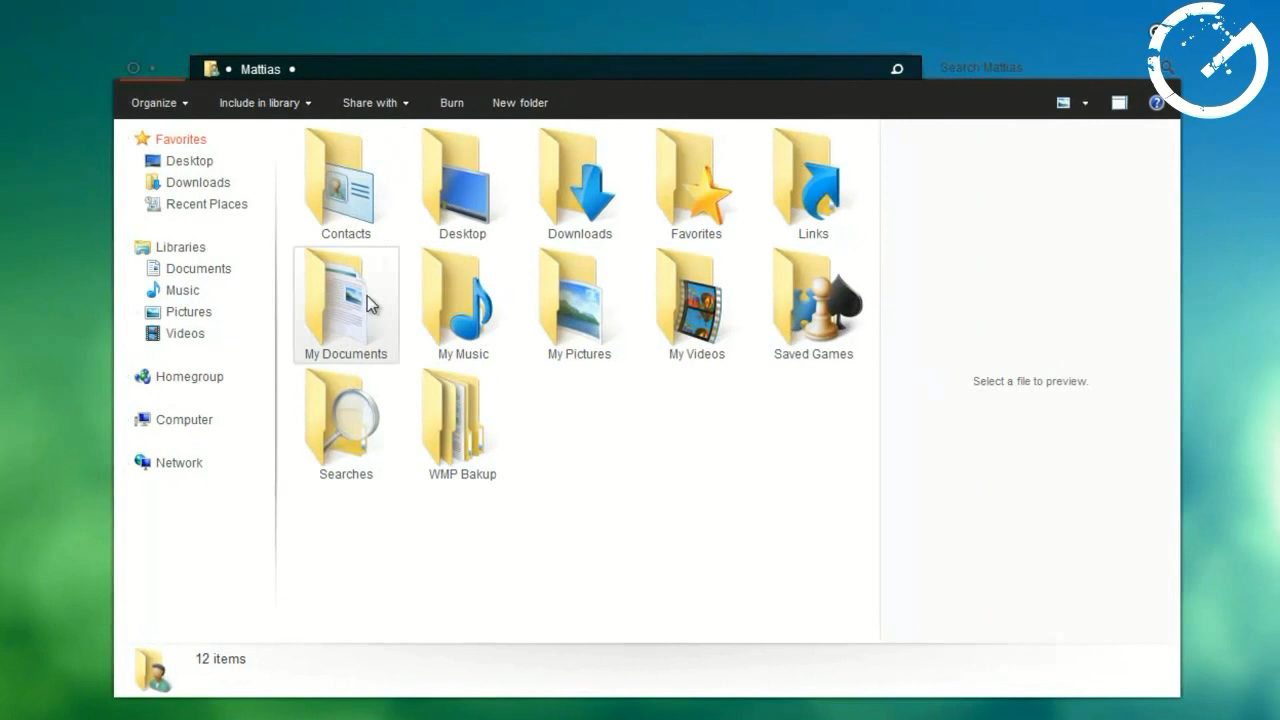 Mattias
Search Mattias
Organize Include in library Share with Burn New folder
Favorites
Desktop
Downloads
Recent Places
Libraries
Documents
Music
Pictures
Videos
Homegroup
Computer
Network
Contacts Desktop Downloads Favorites Links
My Documents My Music My Pictures My Videos Saved Games
Searches WMP Bakup
Select a file to preview.
12 items